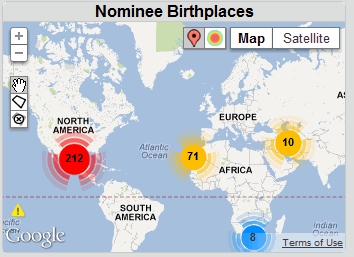 Nominee Birthplaces
+
−
Map
Satellite
NORTH
AMERICA
212
Atlantic
Ocean
71
EUROPE
10
AFRICA
SOUTH
AMERICA
8
Indian
Ocean
Google
Terms of Use